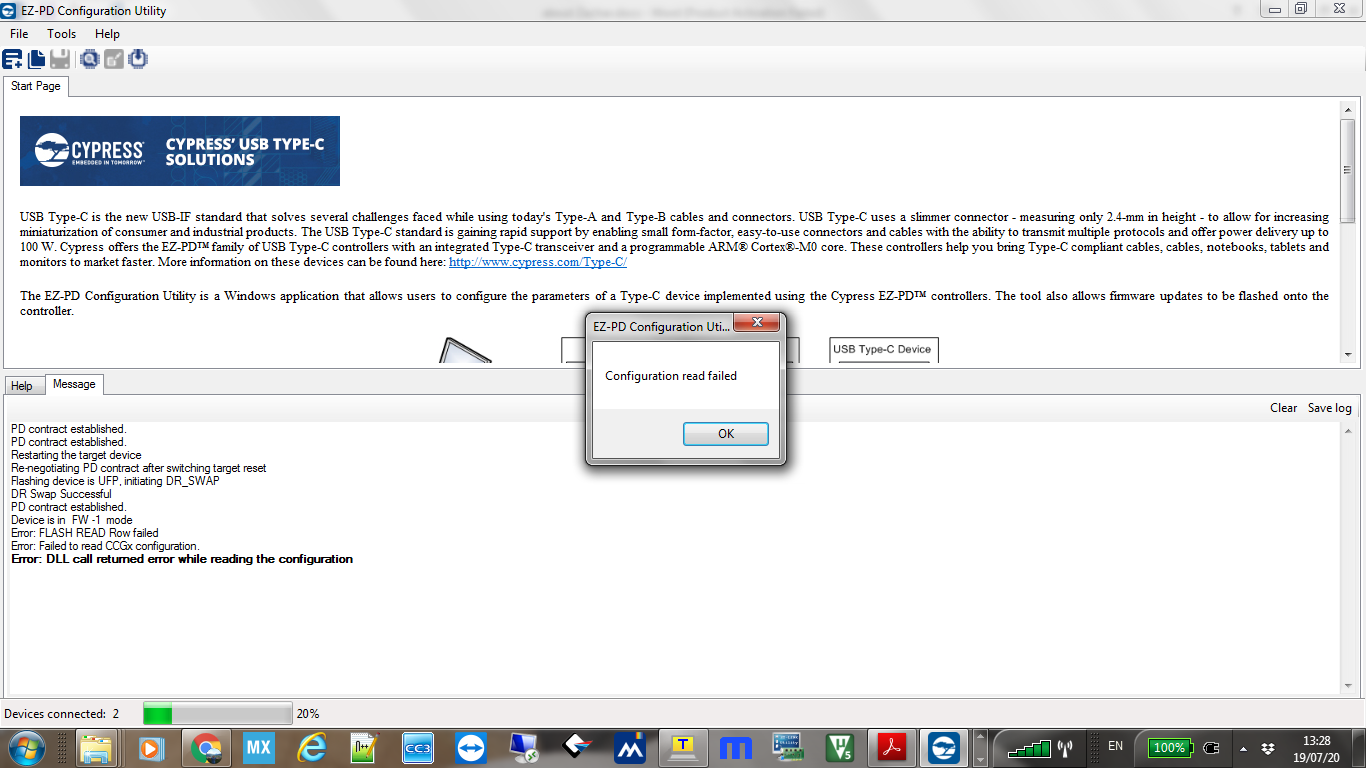 EZ-PD Configuration Utility
File Tools Help
Start Page
CYPRESS
EMBEDDED IN TOMORROW™
CYPRESS' USB TYPE-C
SOLUTIONS
USB Type-C is the new USB-IF standard that solves several challenges faced while using today's Type-A and Type-B cables and connectors. USB Type-C uses a slimmer connector - measuring only 2.4-mm in height - to allow for increasing
miniaturization of consumer and industrial products. The USB Type-C standard is gaining rapid support by enabling small form-factor, easy-to-use connectors and cables with the ability to transmit multiple protocols and offer power delivery up to
100 W. Cypress offers the EZ-PD™ family of USB Type-C controllers with an integrated Type-C transceiver and a programmable ARM® Cortex®-M0 core. These controllers help you bring Type-C compliant cables, cables, notebooks, tablets and
monitors to market faster. More information on these devices can be found here: http://www.cypress.com/Type-C/
The EZ-PD Configuration Utility is a Windows application that allows users to configure the parameters of a Type-C device implemented using the Cypress EZ-PD™ controllers. The tool also allows firmware updates to be flashed onto the
controller.
USB Type-C Device
EZ-PD Configuration Uti...
Configuration read failed
OK
Help Message
Clear Save log
PD contract established.
PD contract established.
Restarting the target device
Re-negotiating PD contract after switching target reset
Flashing device is UFP, initiating DR_SWAP
DR Swap Successful
PD contract established.
Device is in FW -1 mode
Error: FLASH READ Row failed
Error: Failed to read CCGx configuration.
Error: DLL call returned error while reading the configuration
Devices connected: 2 20%
MX CC3 T V5 EN 100% 13:28
19/07/20